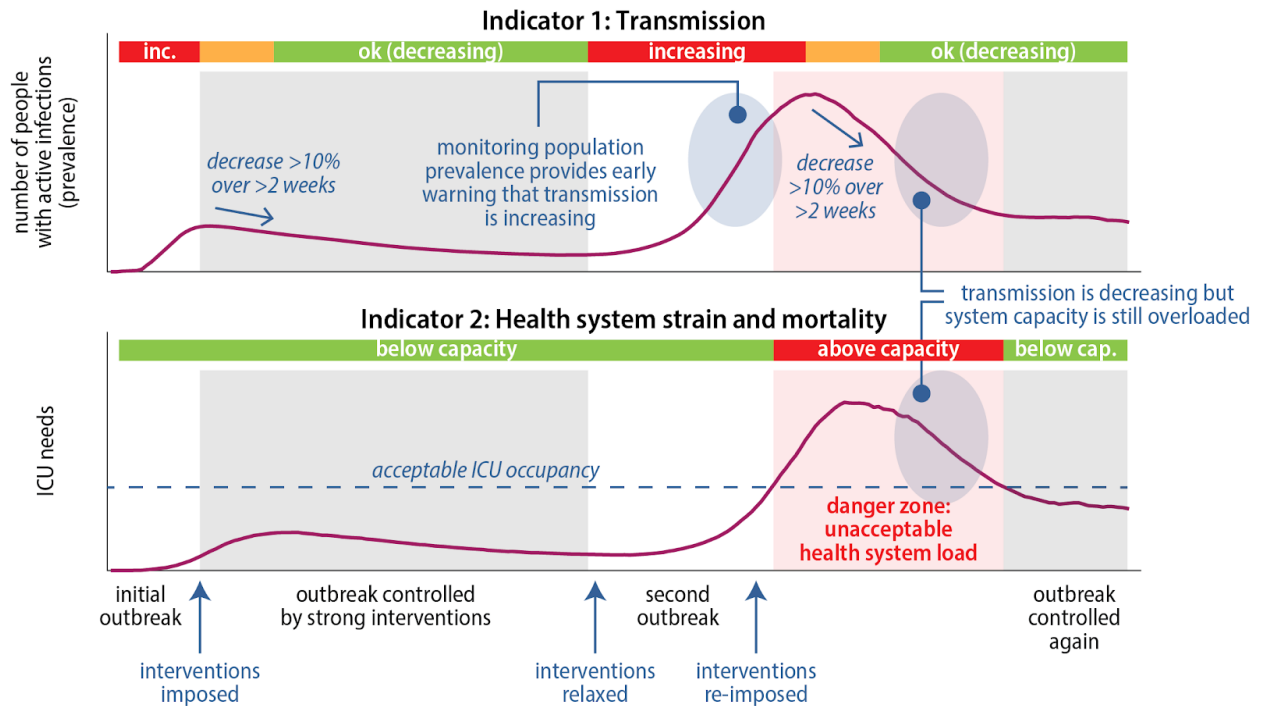 Indicator 1: Transmission
inc.
ok (decreasing)
increasing
ok (decreasing)
number of people
with active infections
(prevalence)
decrease >10%
over >2 weeks
monitoring population
prevalence provides early
warning that transmission
is increasing
decrease
>10% over
>2 weeks
transmission is decreasing but
system capacity is still overloaded
Indicator 2: Health system strain and mortality
below capacity
above capacity
below cap.
ICU needs
acceptable ICU occupancy
danger zone:
unacceptable
health system load
initial
outbreak
outbreak controlled
by strong interventions
second
outbreak
outbreak
controlled
again
interventions
imposed
interventions
relaxed
interventions
re-imposed